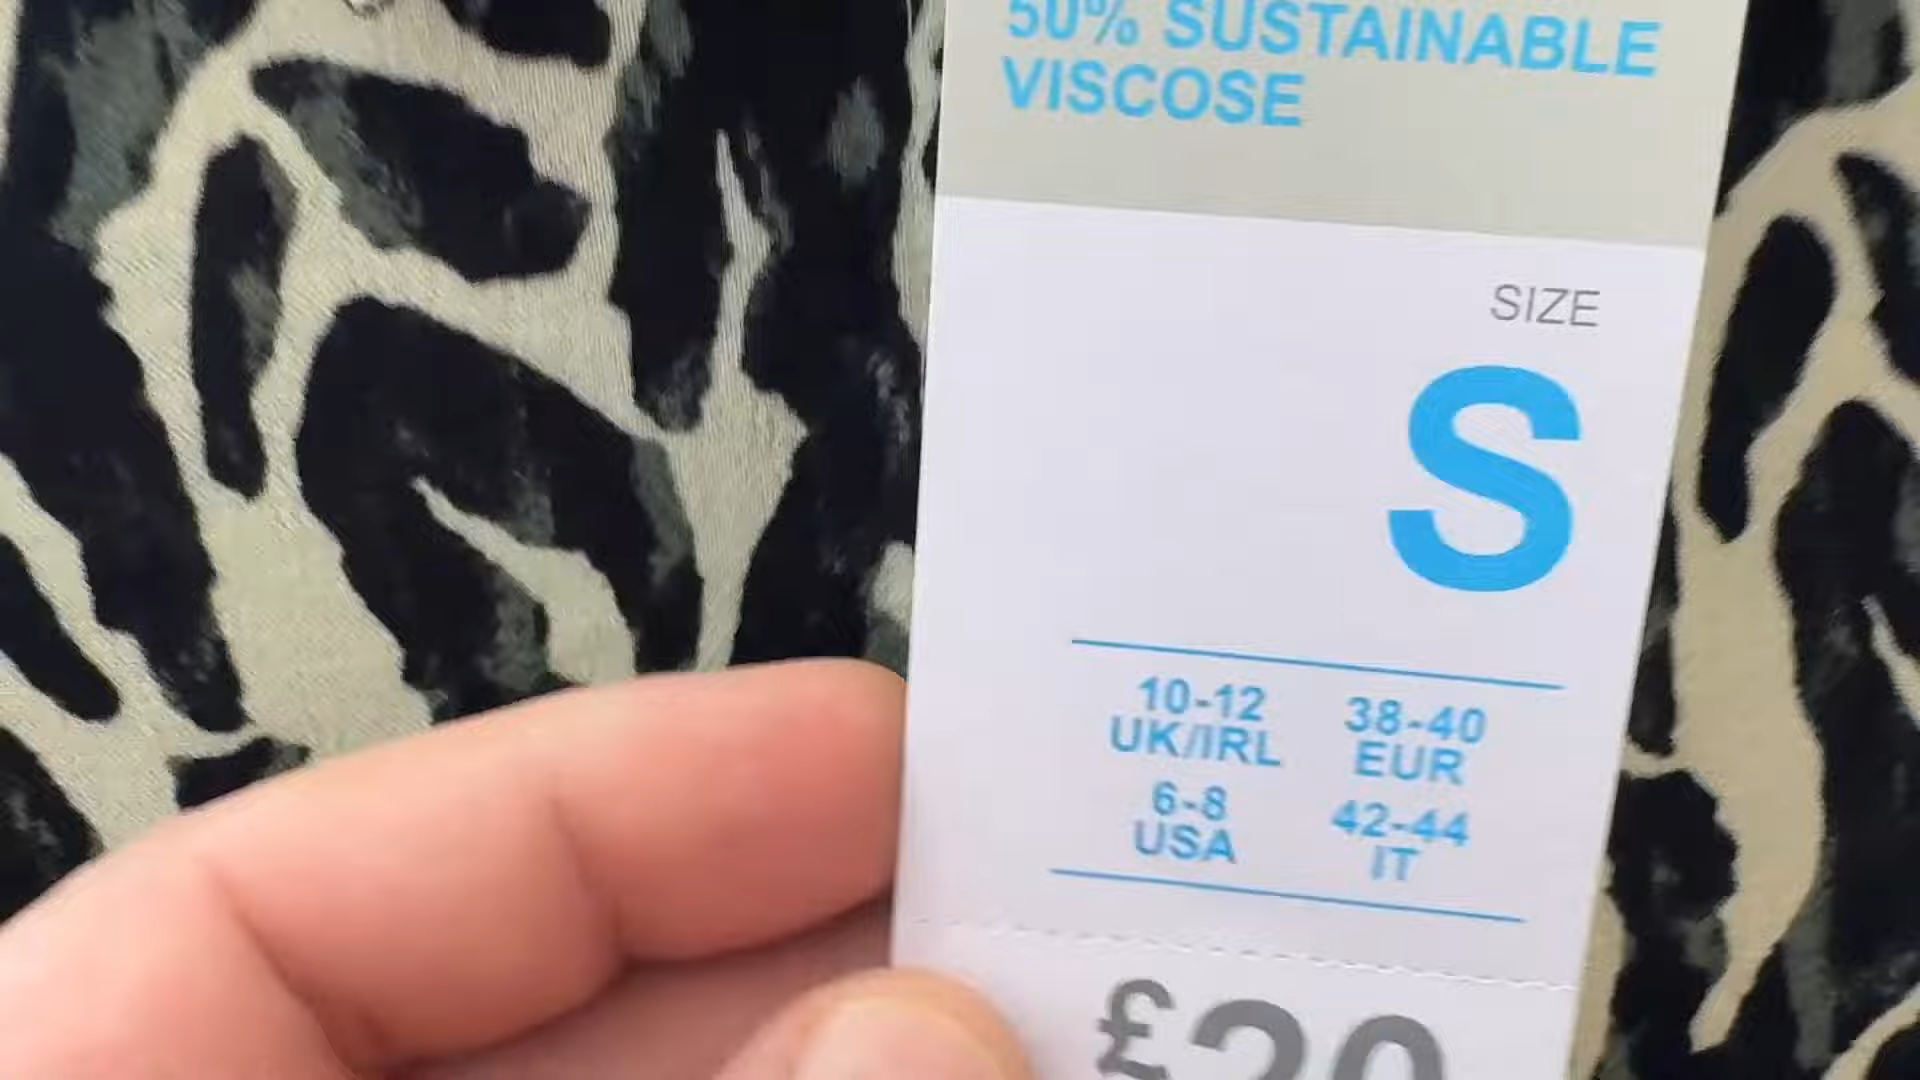 50% SUSTAINABLE
VISCOSE
SIZE
S
10-12
UK/IRL
38-40
EUR
6-8
USA
42-44
IT
£20